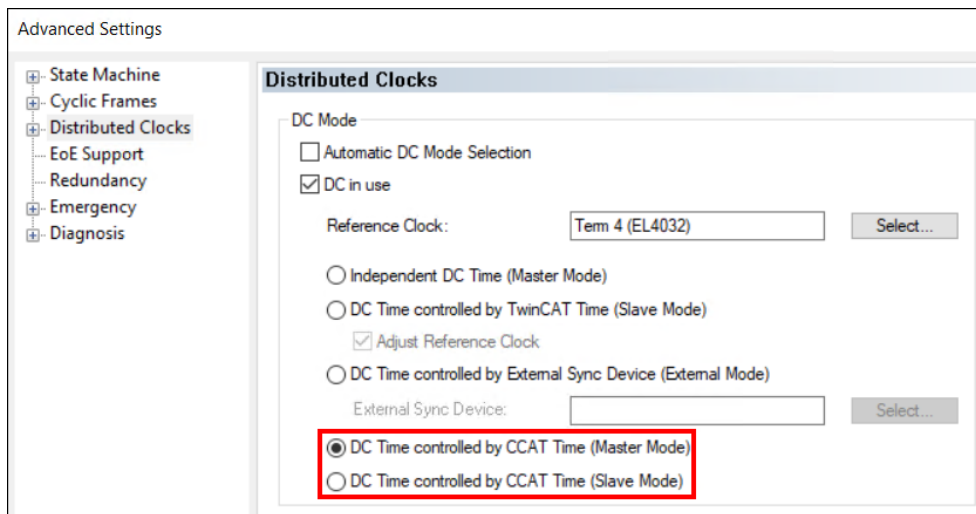 Advanced Settings
State Machine
Cyclic Frames
Distributed Clocks
EoE Support
Redundancy
Emergency
Diagnosis
Distributed Clocks
DC Mode
Automatic DC Mode Selection
DC in use
Reference Clock: Term 4 (EL4032) Select...
Independent DC Time (Master Mode)
DC Time controlled by TwinCAT Time (Slave Mode)
Adjust Reference Clock
DC Time controlled by External Sync Device (External Mode)
External Sync Device: Select...
DC Time controlled by CCAT Time (Master Mode)
DC Time controlled by CCAT Time (Slave Mode)